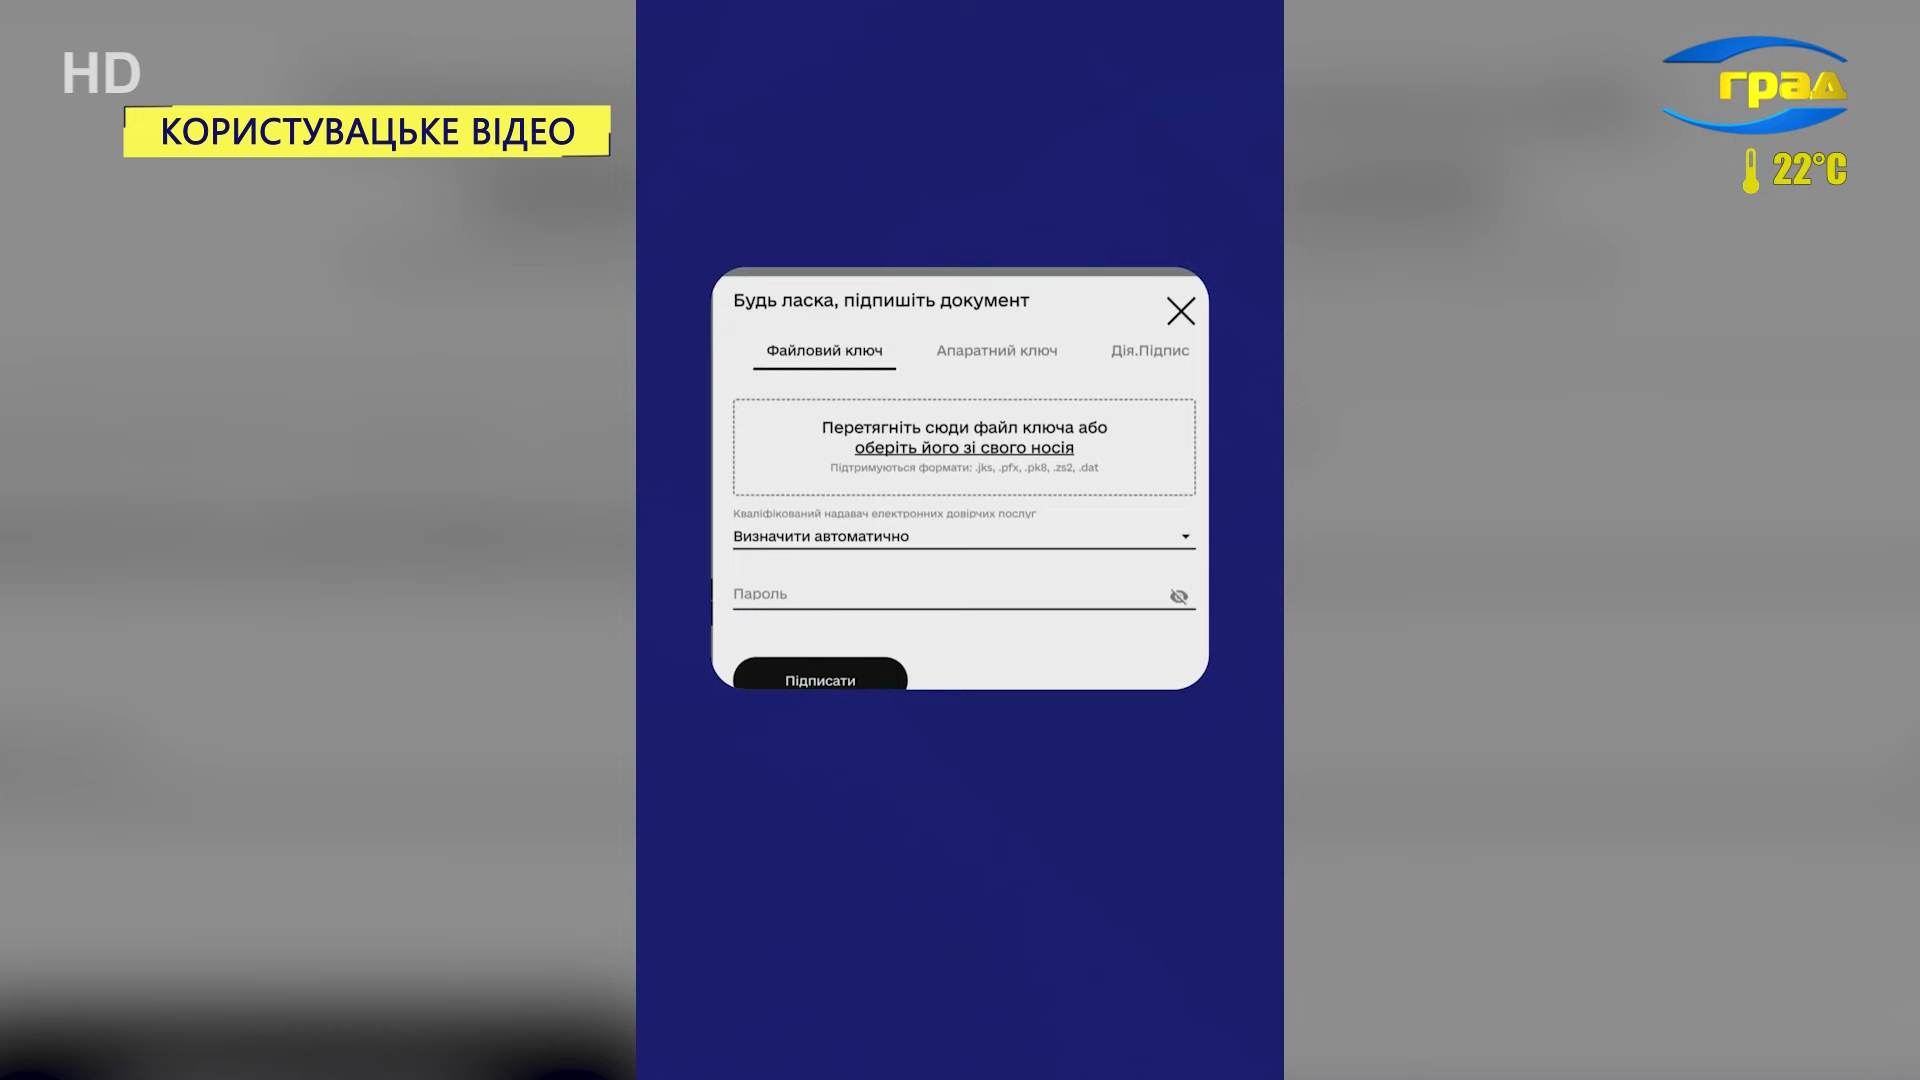 HD
КОРИСТУВАЦЬКЕ ВІДЕО
град
22°C
Будь ласка, підпишіть документ
Файловий ключ
Апаратний ключ
Дія.Підпис
Перетягніть сюди файл ключа або
оберіть його зі свого носія
Підтримуються формати: .jks, .pfx, .pk8, .zs2, .dat
Кваліфікований надавач електронних довірчих послуг
Визначити автоматично
Пароль
Підписати